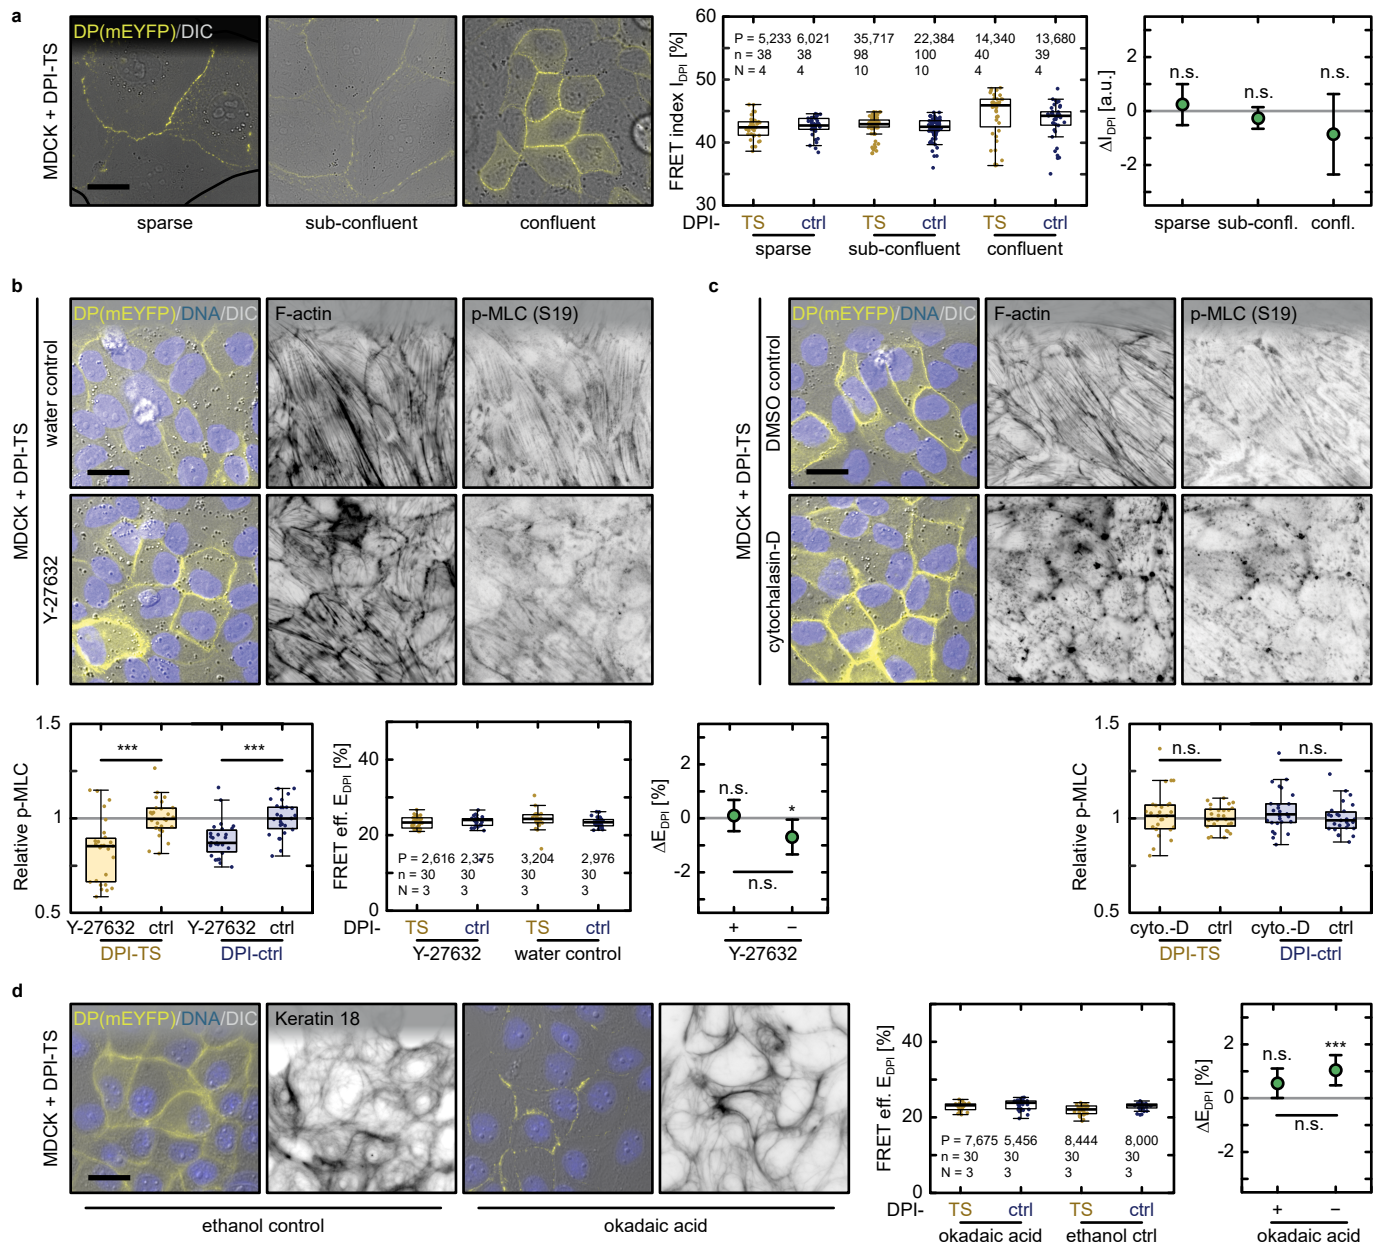 a
MDCK + DPI-TS
DP(mEYFP)/DIC
sparse
sub-confluent
confluent
FRET index I_DPI [%]
60
50
40
30
P = 5,233 6,021 35,717 22,384 14,340 13,680
n = 38 38 98 100 40 39
N = 4 4 10 10 4 4
DPI- TS ctrl TS ctrl TS ctrl
sparse sub-confluent confluent
ΔI_DPI [a.u.]
2
0
-2
n.s. n.s. n.s.
sparse sub-confl. confl.
b
MDCK + DPI-TS
water control
Y-27632
DP(mEYFP)/DNA/DIC
F-actin
p-MLC (S19)
Relative p-MLC
1.5
1
0.5
*** ***
Y-27632 ctrl Y-27632 ctrl
DPI-TS DPI-ctrl
FRET eff. E_DPI [%]
40
20
0
P = 2,616 2,375 3,204 2,976
n = 30 30 30 30
N = 3 3 3 3
DPI- TS ctrl TS ctrl
Y-27632 water control
ΔE_DPI [%]
2
0
-2
n.s. *
n.s.
+ −
Y-27632
c
MDCK + DPI-TS
DMSO control
cytochalasin-D
DP(mEYFP)/DNA/DIC
F-actin
p-MLC (S19)
Relative p-MLC
1.5
1
0.5
n.s. n.s.
cyto.-D ctrl cyto.-D ctrl
DPI-TS DPI-ctrl
d
MDCK + DPI-TS
DP(mEYFP)/DNA/DIC
Keratin 18
ethanol control
okadaic acid
FRET eff. E_DPI [%]
40
20
0
P = 7,675 5,456 8,444 8,000
n = 30 30 30 30
N = 3 3 3 3
DPI- TS ctrl TS ctrl
okadaic acid ethanol ctrl
ΔE_DPI [%]
2
0
-2
n.s. ***
n.s.
+ −
okadaic acid